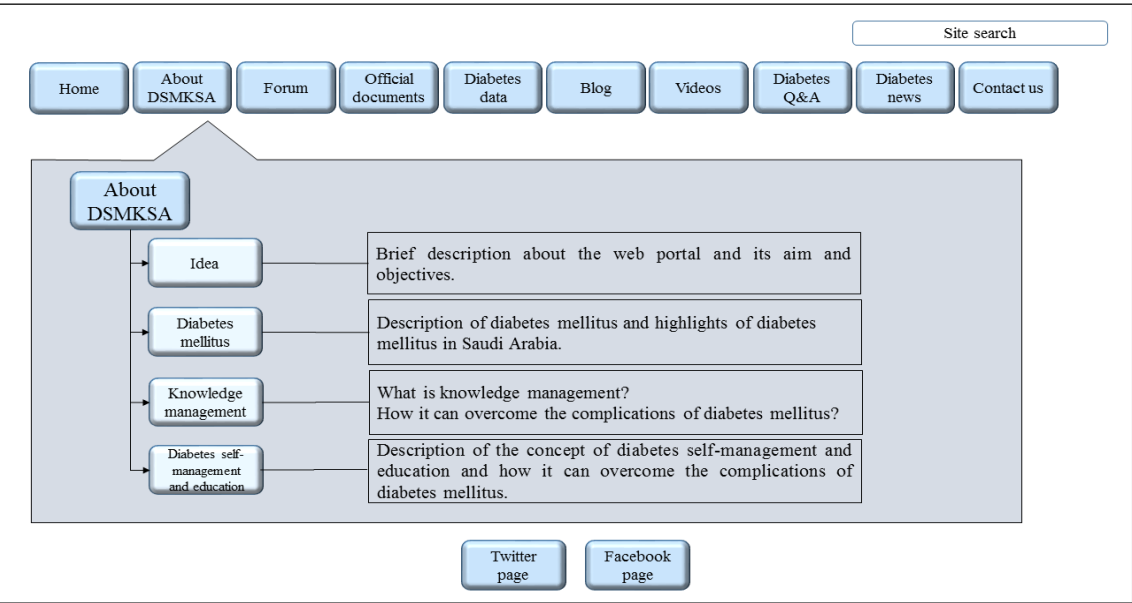 Site search
Home
About
DSMKSA
Forum
Official
documents
Diabetes
data
Blog
Videos
Diabetes
Q&A
Diabetes
news
Contact us
About
DSMKSA
Idea
Brief description about the web portal and its aim and
objectives.
Diabetes
mellitus
Description of diabetes mellitus and highlights of diabetes
mellitus in Saudi Arabia.
Knowledge
management
What is knowledge management?
How it can overcome the complications of diabetes mellitus?
Diabetes self-
management
and education
Description of the concept of diabetes self-management and
education and how it can overcome the complications of
diabetes mellitus.
Twitter
page
Facebook
page